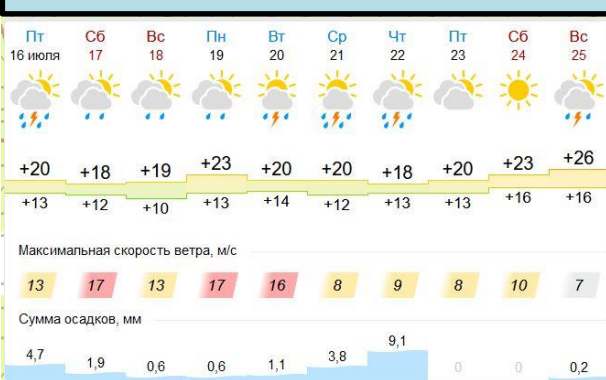 Пт Сб Вс Пн Вт Ср Чт Пт Сб Вс
16 июля 17 18 19 20 21 22 23 24 25
+20 +18 +19 +23 +20 +20 +18 +20 +23 +26
+13 +12 +10 +13 +14 +12 +13 +13 +16 +16
Максимальная скорость ветра, м/с
13 17 13 17 16 8 9 8 10 7
Сумма осадков, мм
4,7 1,9 0,6 0,6 1,1 3,8 9,1 0 0 0,2